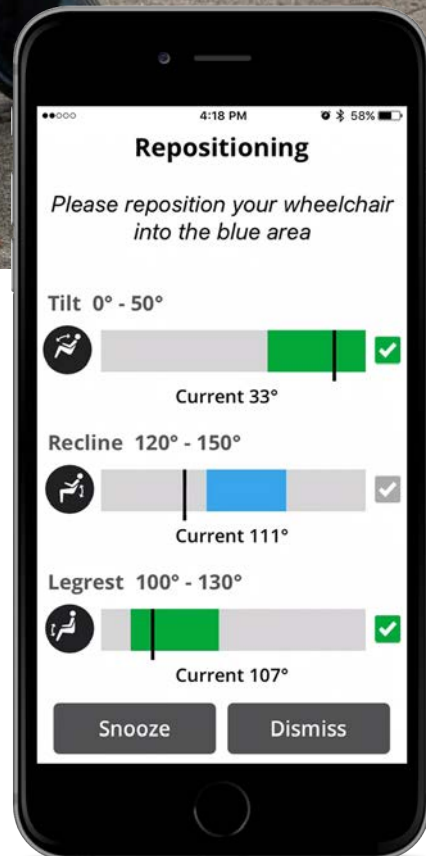 4:18 PM
58%
Repositioning
Please reposition your wheelchair
into the blue area
Tilt 0° - 50°
Current 33°
Recline 120° - 150°
Current 111°
Legrest 100° - 130°
Current 107°
Snooze
Dismiss